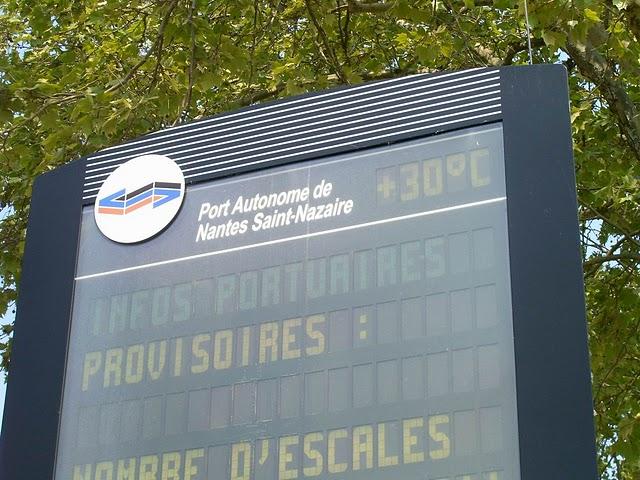 Port Autonome de
Nantes Saint-Nazaire
+30°C
INFOS PORTUAIRES
PROVISOIRES :
NOMBRE D'ESCALES